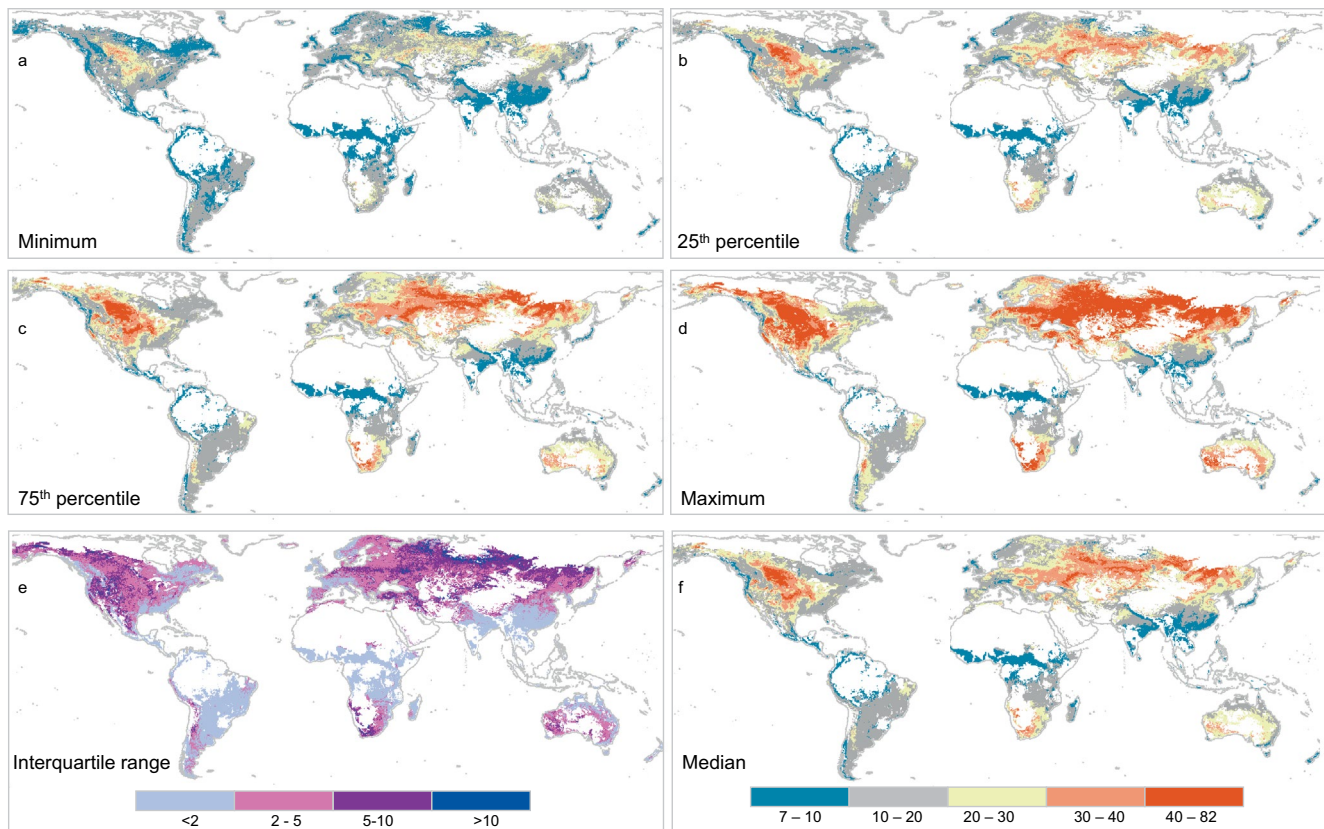 a
Minimum
b
25th percentile
c
75th percentile
d
Maximum
e
Interquartile range
<2 2 - 5 5-10 >10
f
Median
7 – 10 10 – 20 20 – 30 30 – 40 40 – 82